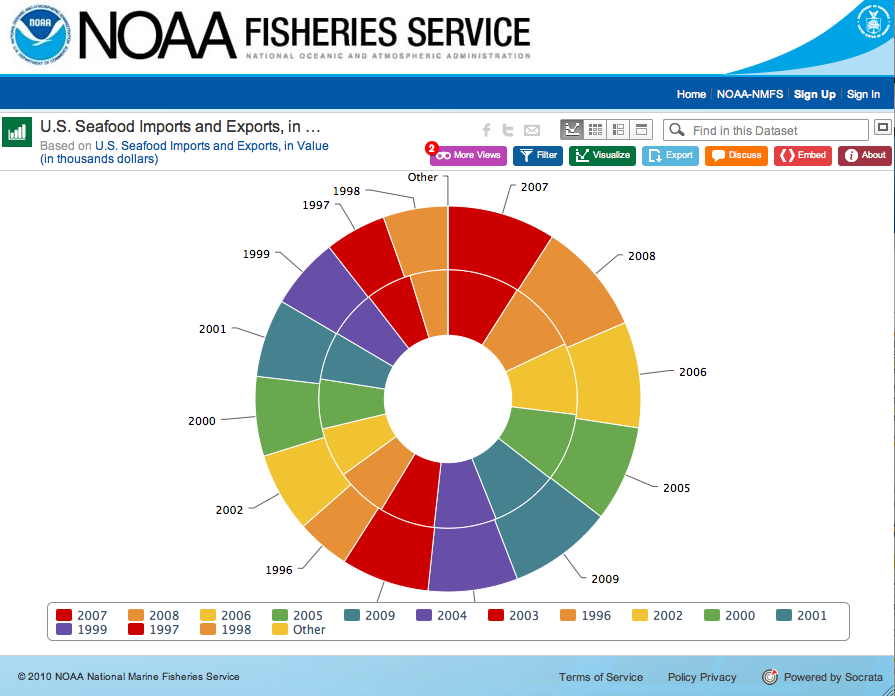 NOAA
NOAA FISHERIES SERVICE
NATIONAL OCEANIC AND ATMOSPHERIC ADMINISTRATION
Home NOAA-NMFS Sign Up Sign In
U.S. Seafood Imports and Exports, in ...
Find in this Dataset
Based on U.S. Seafood Imports and Exports, in Value
(in thousands dollars)
2 More Views Filter Visualize Export Discuss Embed About
Other
2007
1998
1997
2008
1999
2001
2006
2000
2005
2002
1996
2009
2007 2008 2006 2005 2009 2004 2003 1996 2002 2000 2001
1999 1997 1998 Other
© 2010 NOAA National Marine Fisheries Service
Terms of Service Privacy Policy Powered by Socrata